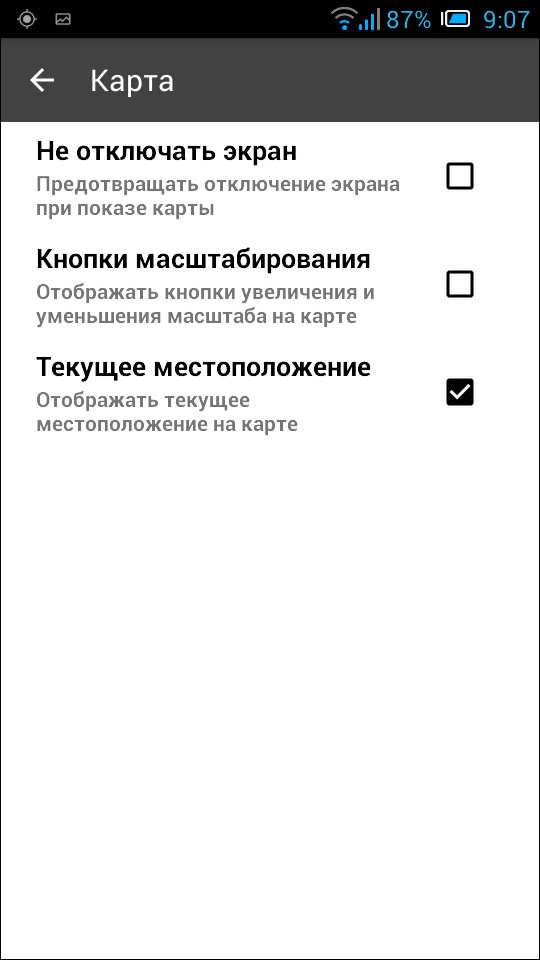 87% 9:07
Карта
Не отключать экран
Предотвращать отключение экрана
при показе карты
Кнопки масштабирования
Отображать кнопки увеличения и
уменьшения масштаба на карте
Текущее местоположение
Отображать текущее
местоположение на карте